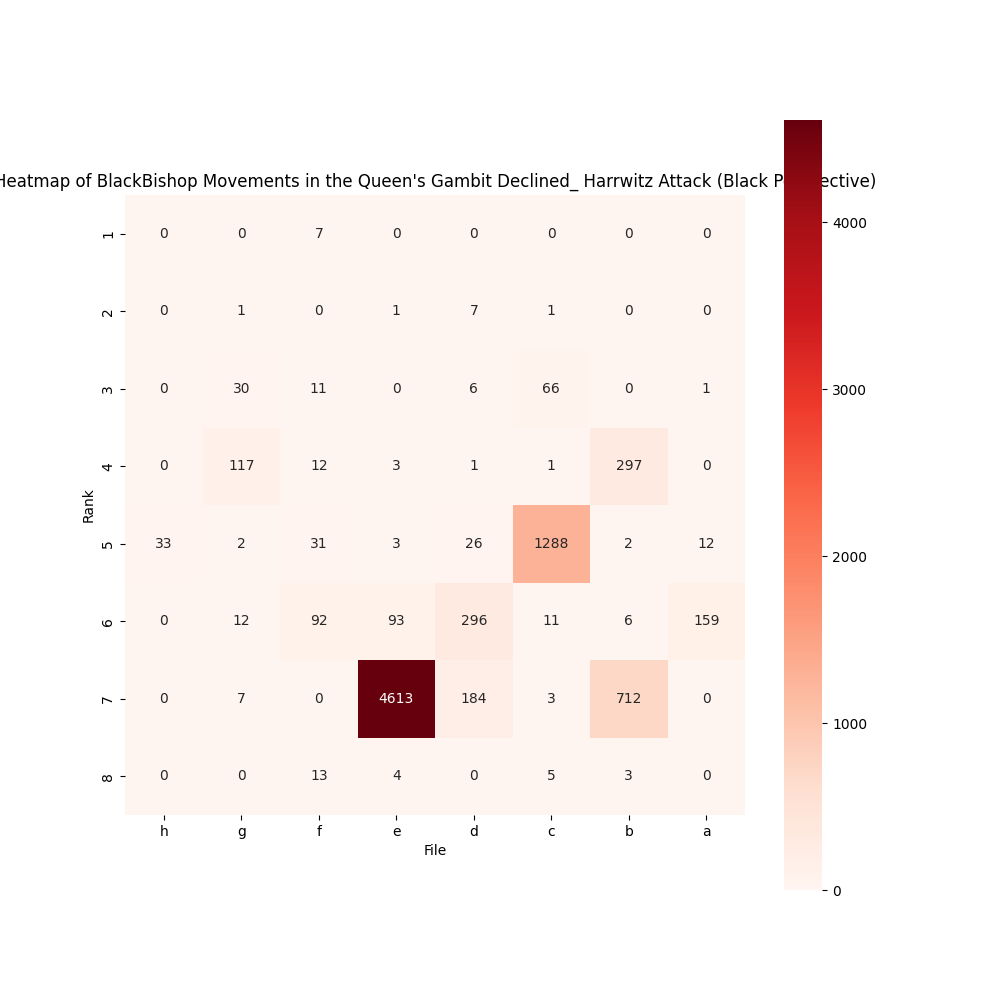 Heatmap of BlackBishop Movements in the Queen's Gambit Declined_ Harrwitz Attack (Black P ective)
1 0 0 7 0 0 0 0 0
2 0 1 0 1 7 1 0 0
3 0 30 11 0 6 66 0 1
4 0 117 12 3 1 1 297 0
5 33 2 31 3 26 1288 2 12
6 0 12 92 93 296 11 6 159
7 0 7 0 4613 184 3 712 0
8 0 0 13 4 0 5 3 0
h g f e d c b a
File
Rank
4000
3000
2000
1000
0